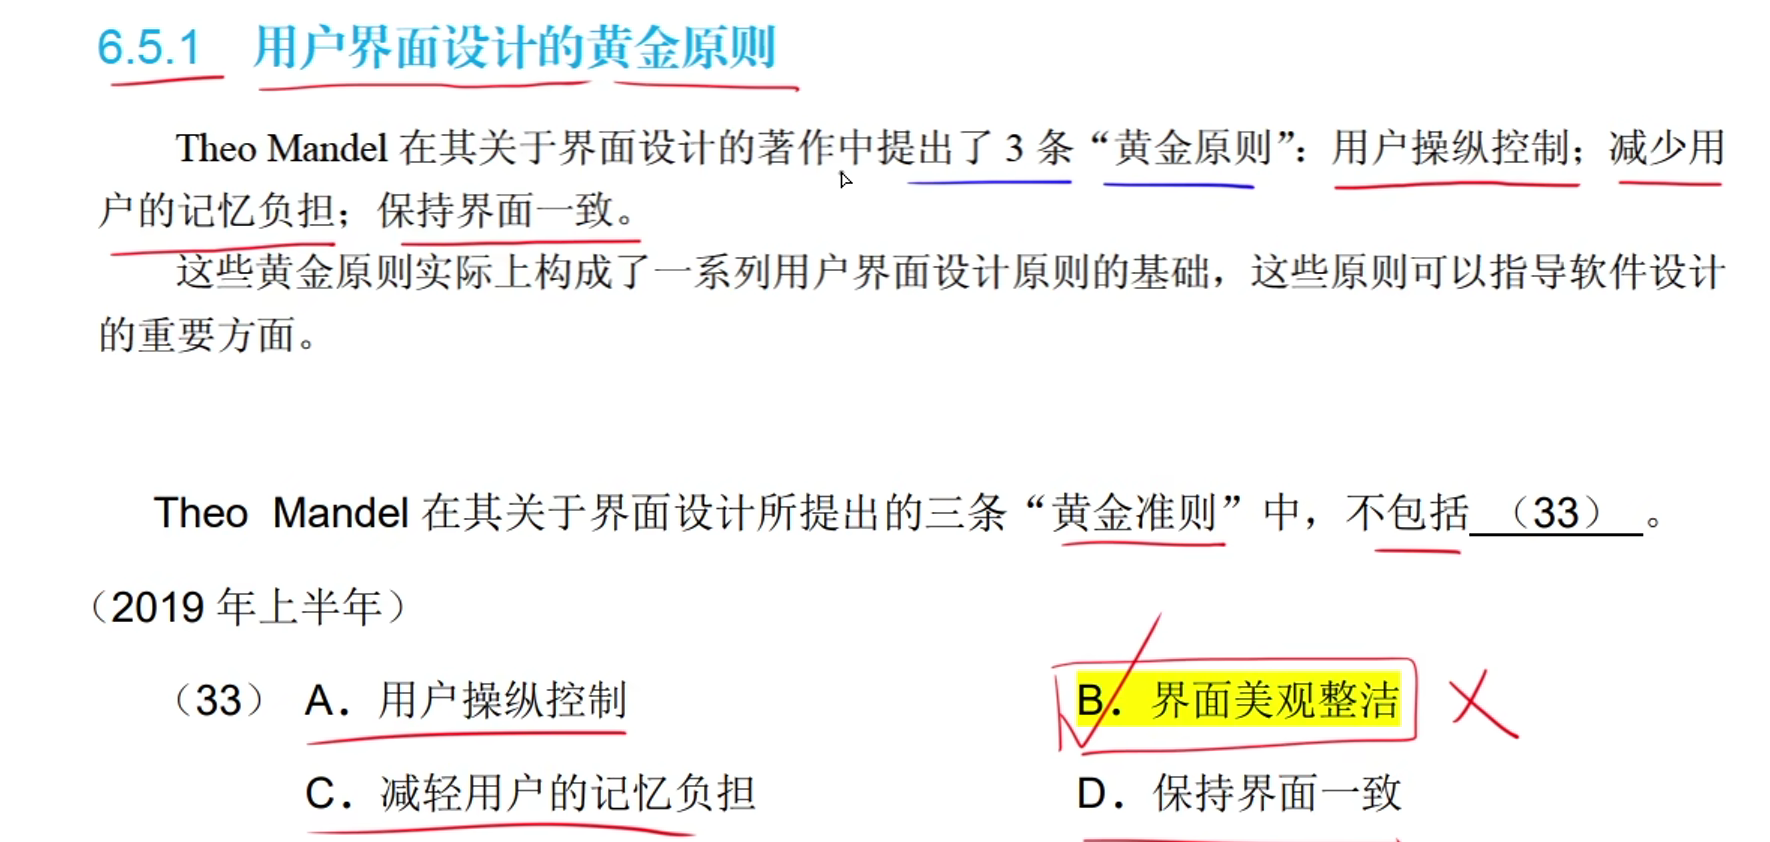 6.5.1 用户界面设计的黄金原则
Theo Mandel 在其关于界面设计的著作中提出了 3 条“黄金原则”：用户操纵控制；减少用
户的记忆负担；保持界面一致。
这些黄金原则实际上构成了一系列用户界面设计原则的基础，这些原则可以指导软件设计
的重要方面。
Theo Mandel 在其关于界面设计所提出的三条“黄金准则”中，不包括 （33） 。
（2019 年上半年）
（33） A．用户操纵控制 B．界面美观整洁
C．减轻用户的记忆负担 D．保持界面一致